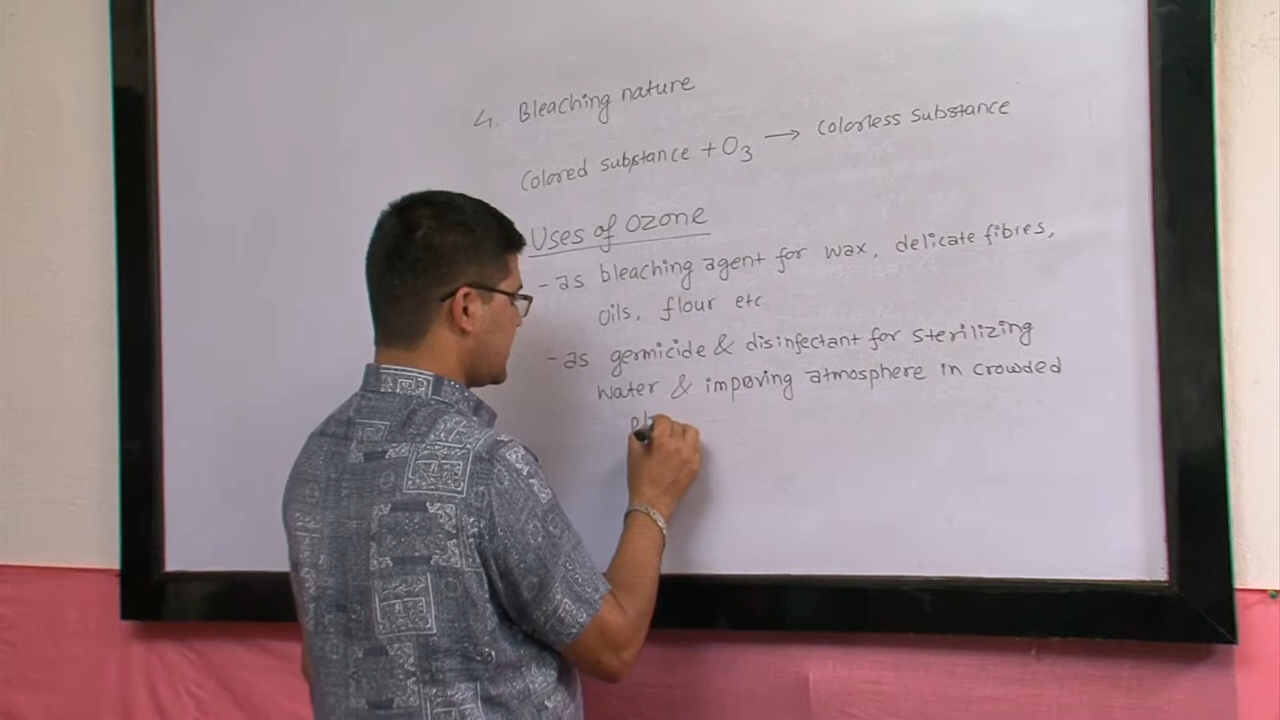 4. Bleaching nature
Colored substance + O3 → Colorless Substance
Uses of Ozone
- as bleaching agent for wax, delicate fibres,
oils, flour etc
- as germicide & disinfectant for sterilizing
water & impoving atmosphere in crowded